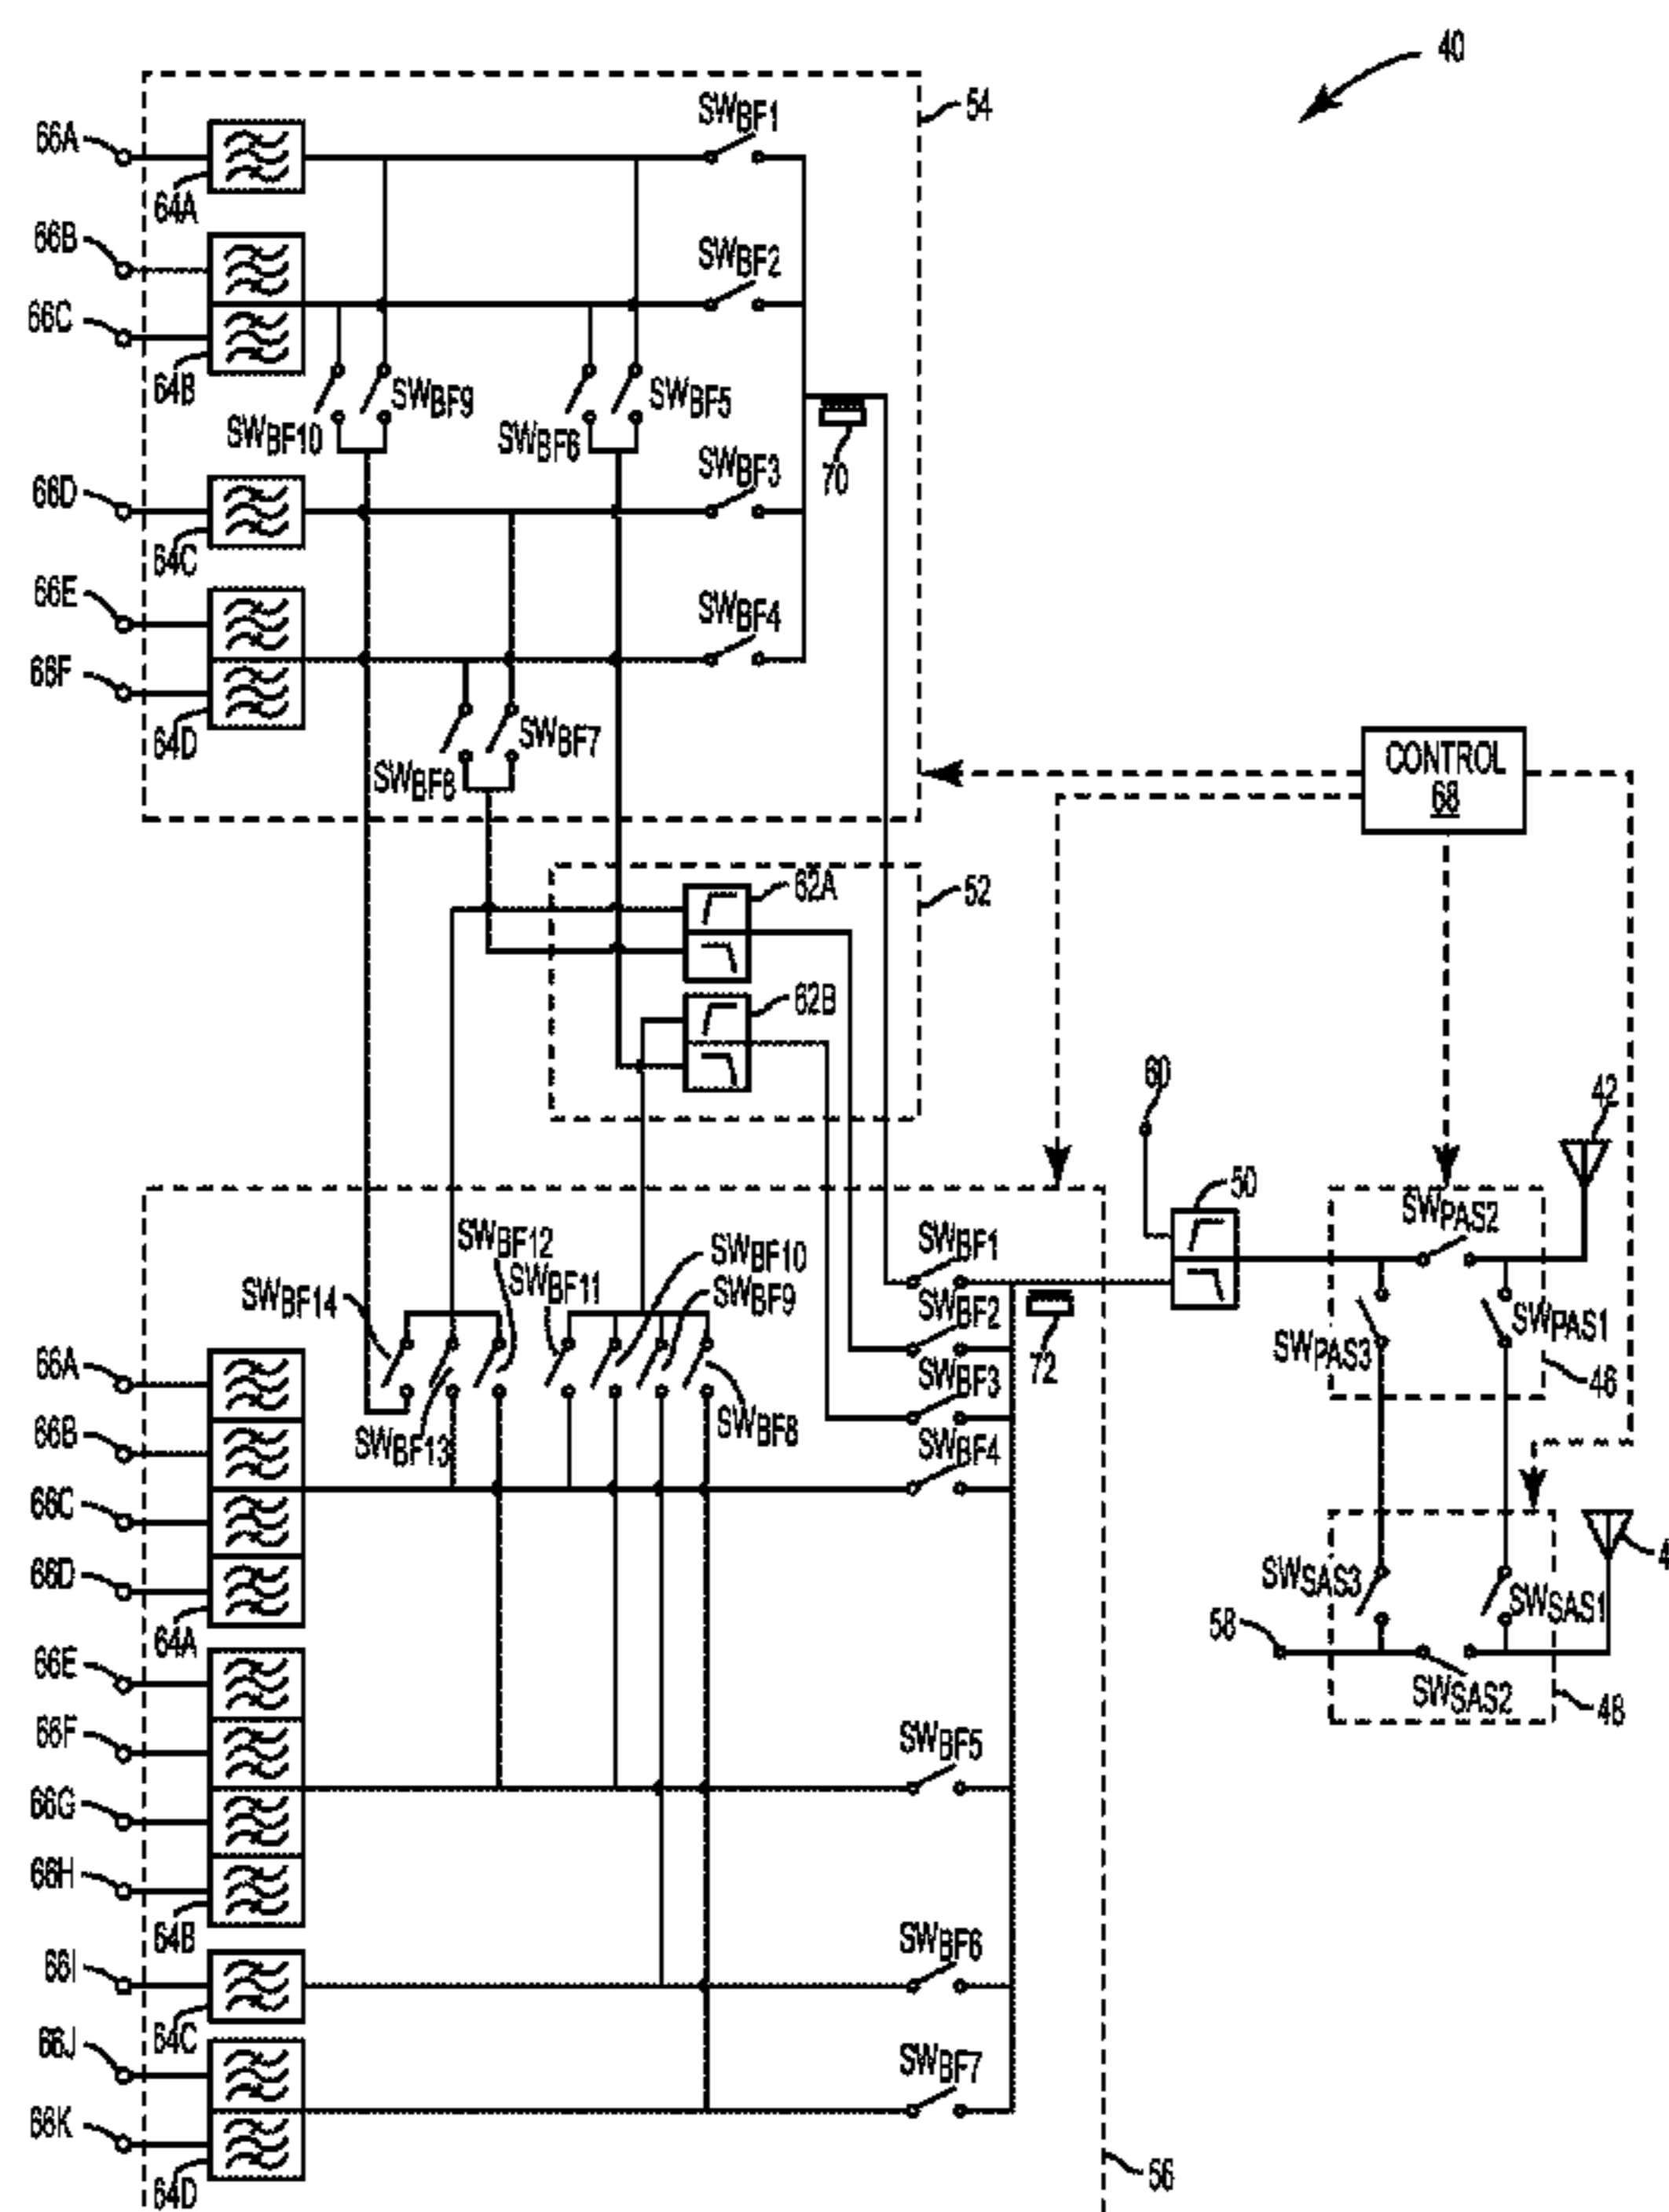 40
54
66A
SWBF1
64A
66B
SWBF2
66C
64B
SWBF9
SWBF5
SWBF10
SWBF6
SWBF3
70
66D
64C
66E
SWBF4
66F
64D
SWBF7
SWBF8
CONTROL
68
62A
52
62B
60
42
50
SWPAS2
SWBF12
SWBF11
SWBF10
SWBF9
SWBF1
SWBF14
SWBF2
SWPAS3
SWPAS1
72
46
66A
SWBF3
SWBF13
SWBF8
66B
SWBF4
66C
66D
SWSAS3
SWSAS1
64A
58
66E
SWSAS2
48
66F
SWBF5
66G
66H
64B
66I
SWBF6
64C
66J
SWBF7
66K
56
64D